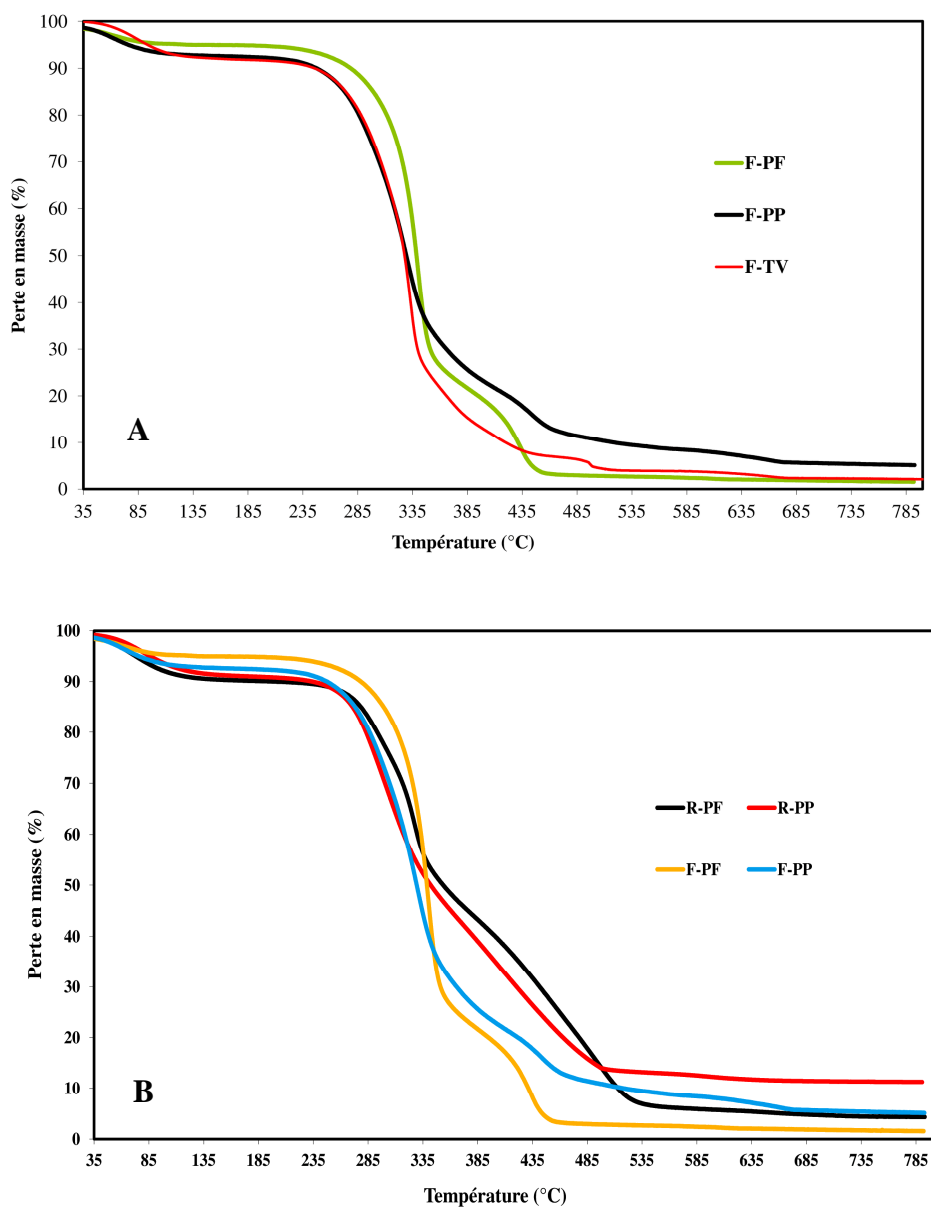 100
90
80
70
60
50
40
30
20
10
0
Perte en masse (%)
F-PF
F-PP
F-TV
A
35 85 135 185 235 285 335 385 435 485 535 585 635 685 735 785
Température (°C)
100
90
80
70
60
50
40
30
20
10
0
Perte en masse (%)
R-PF R-PP
F-PF F-PP
B
35 85 135 185 235 285 335 385 435 485 535 585 635 685 735 785
Température (°C)